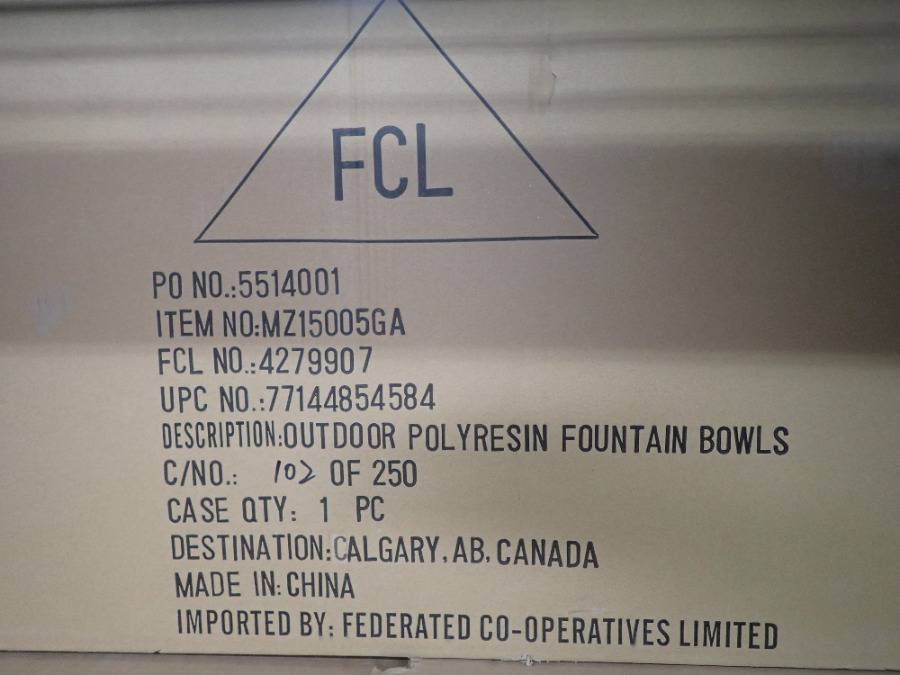 FCL
PO NO.:5514001
ITEM NO:MZ15005GA
FCL NO.:4279907
UPC NO.:77144854584
DESCRIPTION:OUTDOOR POLYRESIN FOUNTAIN BOWLS
C/NO.: 102 OF 250
CASE QTY: 1 PC
DESTINATION:CALGARY, AB, CANADA
MADE IN: CHINA
IMPORTED BY: FEDERATED CO-OPERATIVES LIMITED